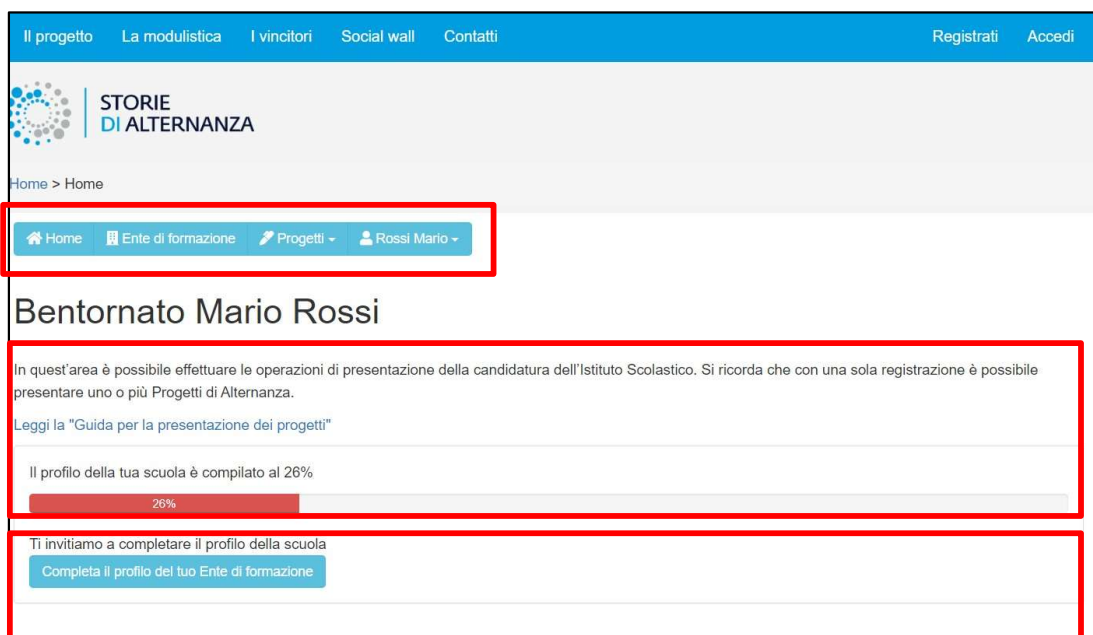 Il progetto La modulistica I vincitori Social wall Contatti Registrati Accedi
STORIE
DI ALTERNANZA
Home > Home
Home Ente di formazione Progetti Rossi Mario
Bentornato Mario Rossi
In quest'area è possibile effettuare le operazioni di presentazione della candidatura dell'Istituto Scolastico. Si ricorda che con una sola registrazione è possibile
presentare uno o più Progetti di Alternanza.
Leggi la "Guida per la presentazione dei progetti"
Il profilo della tua scuola è compilato al 26%
26%
Ti invitiamo a completare il profilo della scuola
Completa il profilo del tuo Ente di formazione